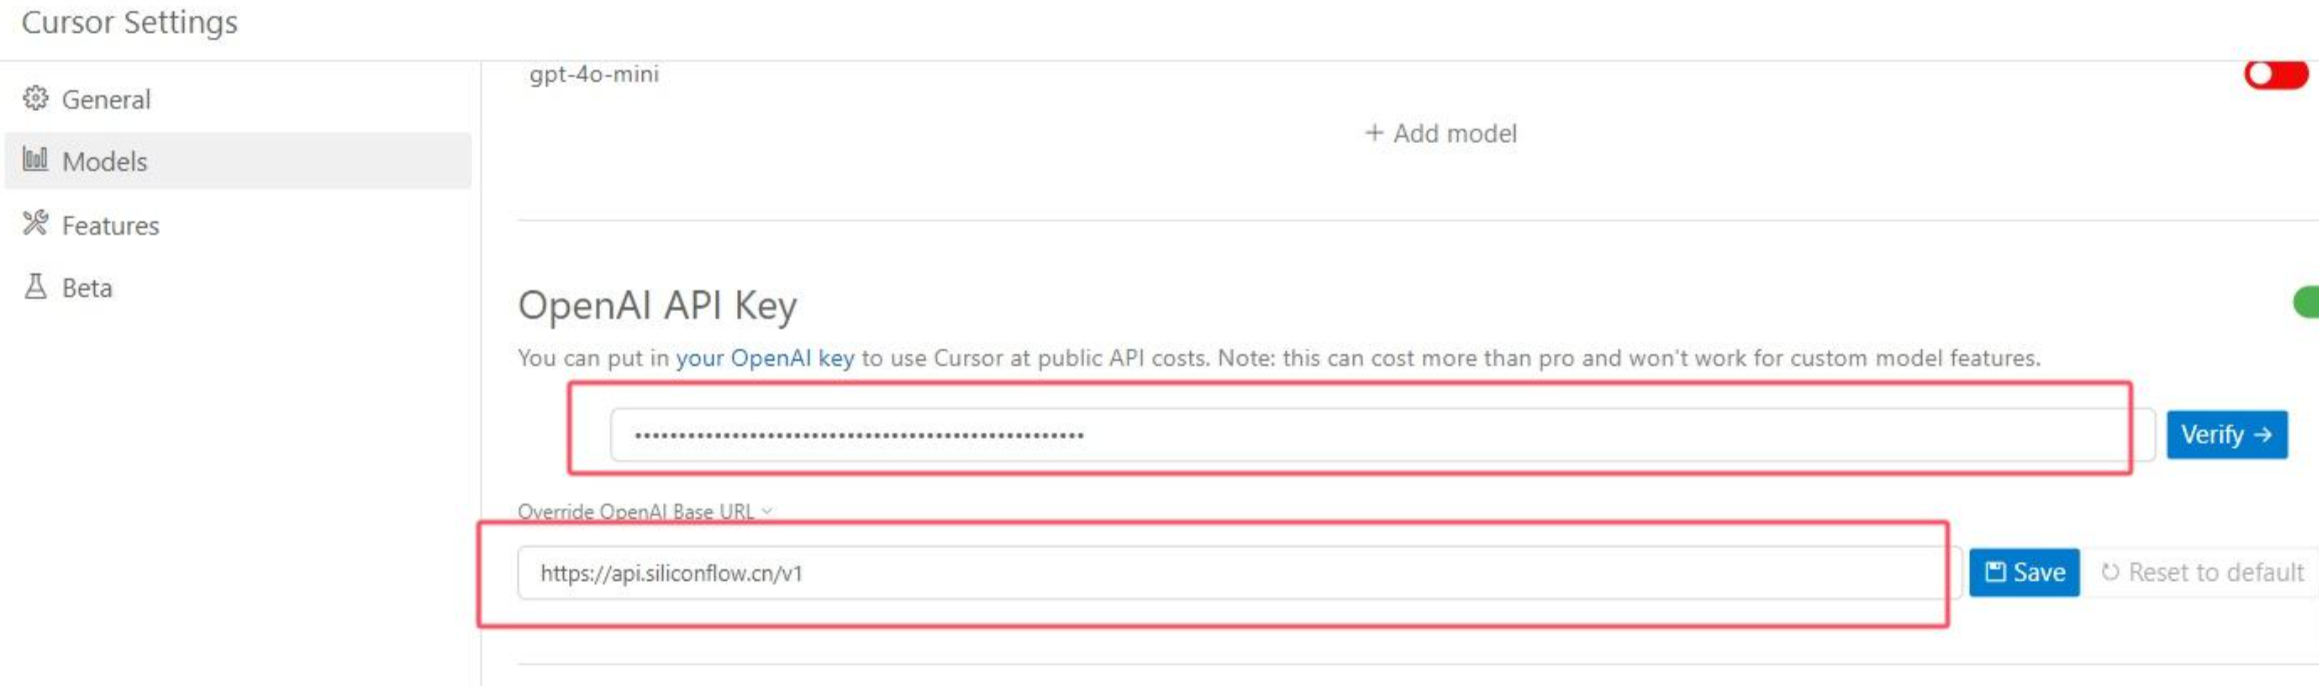 Cursor Settings
General
Models
Features
Beta
gpt-4o-mini
+ Add model
OpenAI API Key
You can put in your OpenAI key to use Cursor at public API costs. Note: this can cost more than pro and won't work for custom model features.
••••••••••••••••••••••••••••••••••••••••••••••••••• Verify →
Override OpenAI Base URL
https://api.siliconflow.cn/v1 Save Reset to default